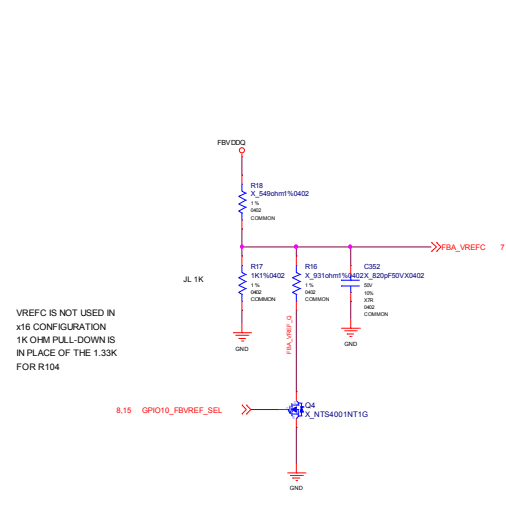 FBVDDQ
R18
X_549ohm1%0402
1 %
0402
COMMON
FBA_VREFC 7
R17
1K1%0402
1 %
0402
COMMON
R16
X_931ohm1%0402
1 %
0402
COMMON
C352
X_820pF50VX0402
50V
10%
X7R
0402
COMMON
JL 1K
GND
GND
FBA_VREF_Q
VREFC IS NOT USED IN
x16 CONFIGURATION
1K OHM PULL-DOWN IS
IN PLACE OF THE 1.33K
FOR R104
8,15 GPIO10_FBVREF_SEL
Q4
X_NTS4001NT1G
GND